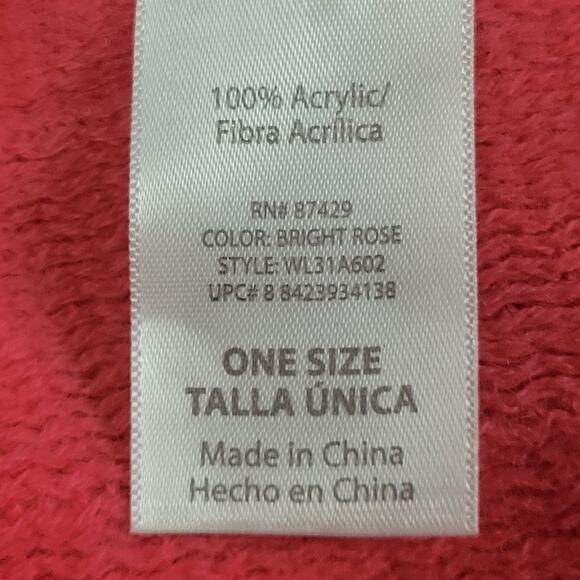 100% Acrylic/
Fibra Acrílica
RN# 87429
COLOR: BRIGHT ROSE
STYLE: WL31A602
UPC# 8 8423934138
ONE SIZE
TALLA ÚNICA
Made in China
Hecho en China